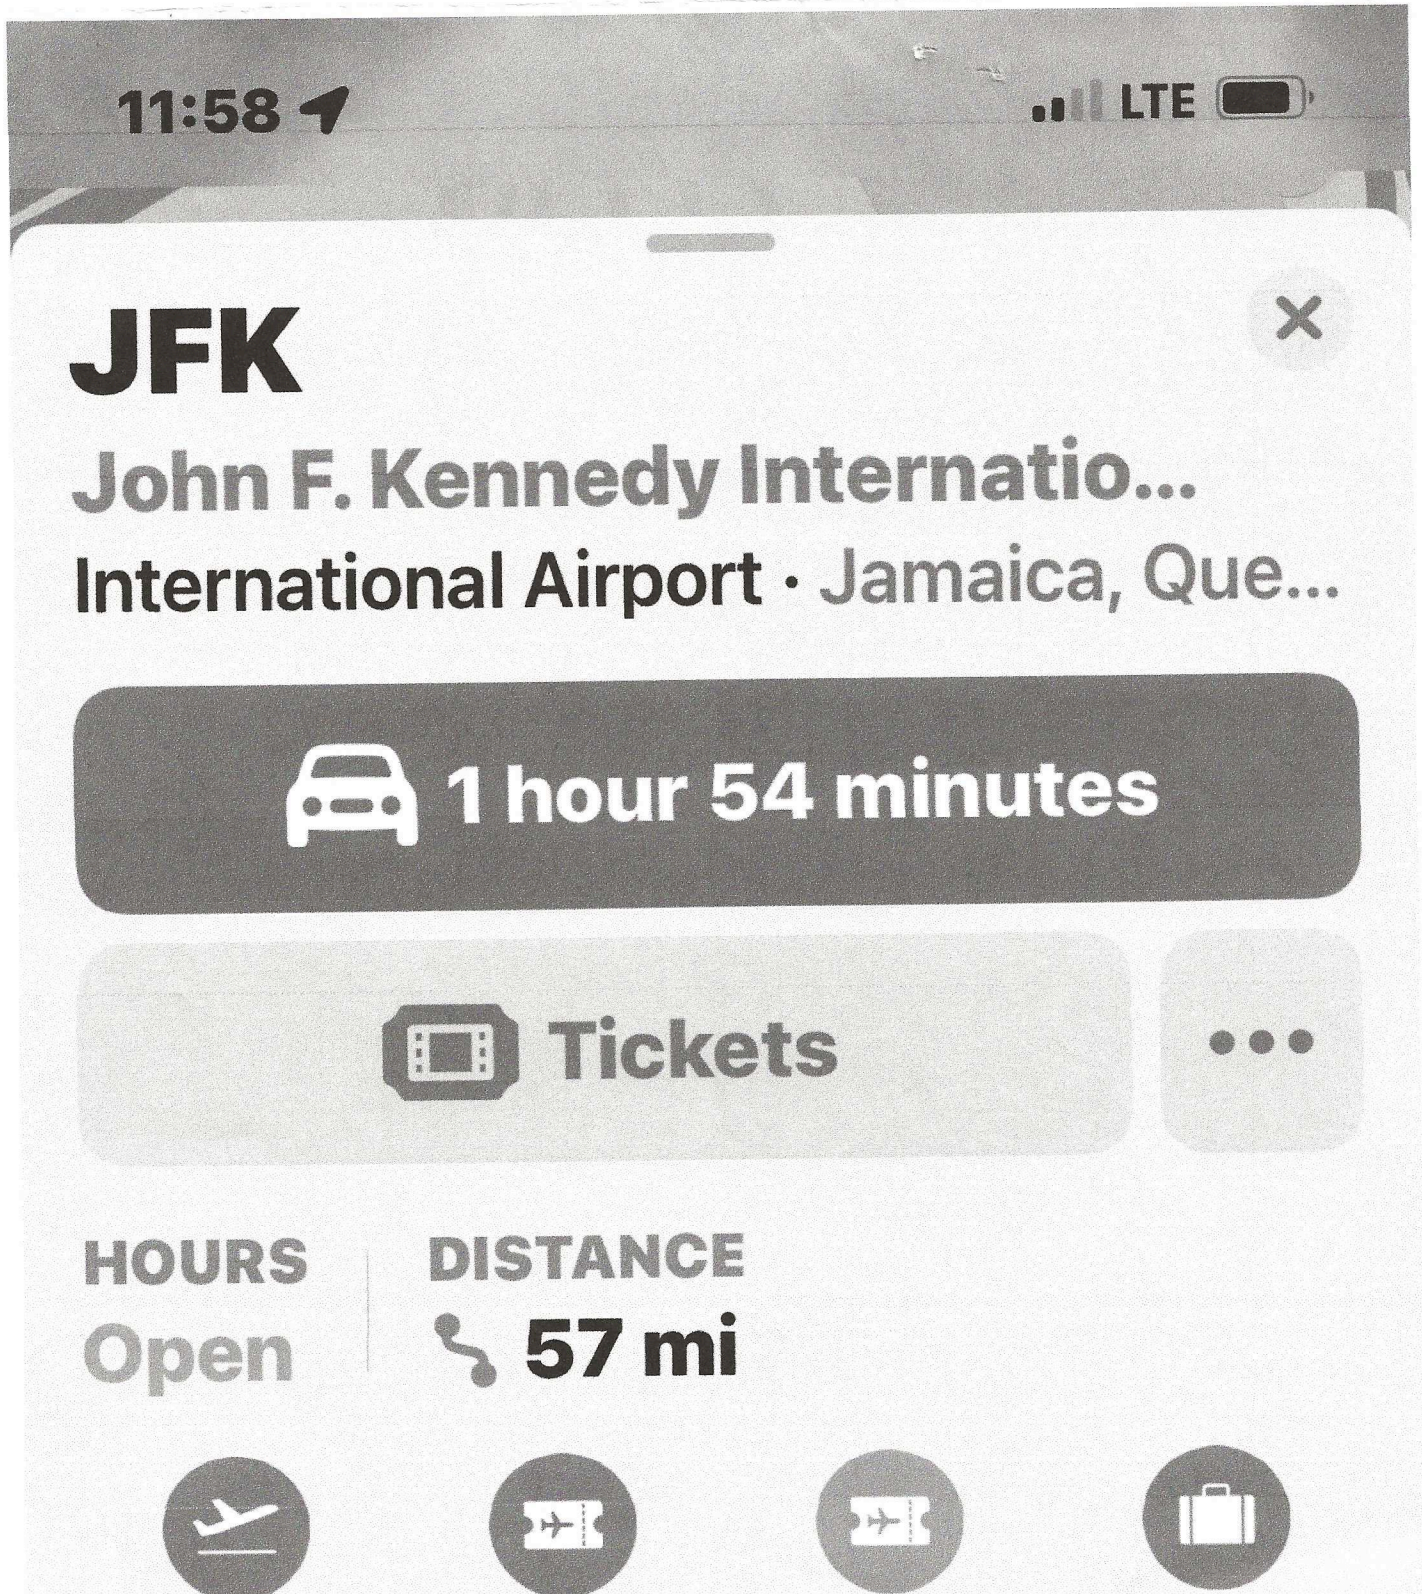 11:58 LTE
JFK
John F. Kennedy Internatio...
International Airport · Jamaica, Que...
1 hour 54 minutes
Tickets
HOURS
Open
DISTANCE
57 mi